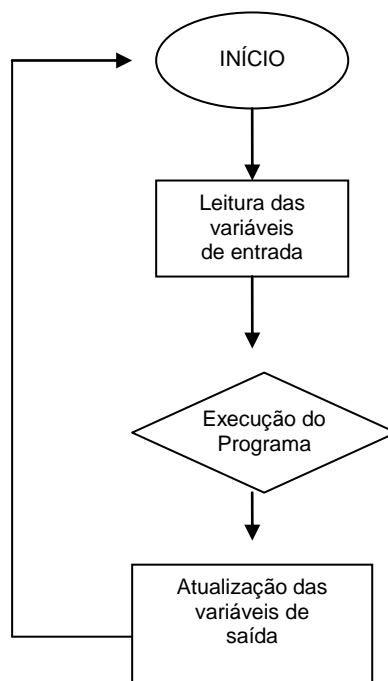 INÍCIO
Leitura das
variáveis
de entrada
Execução do
Programa
Atualização das
variáveis de
saída